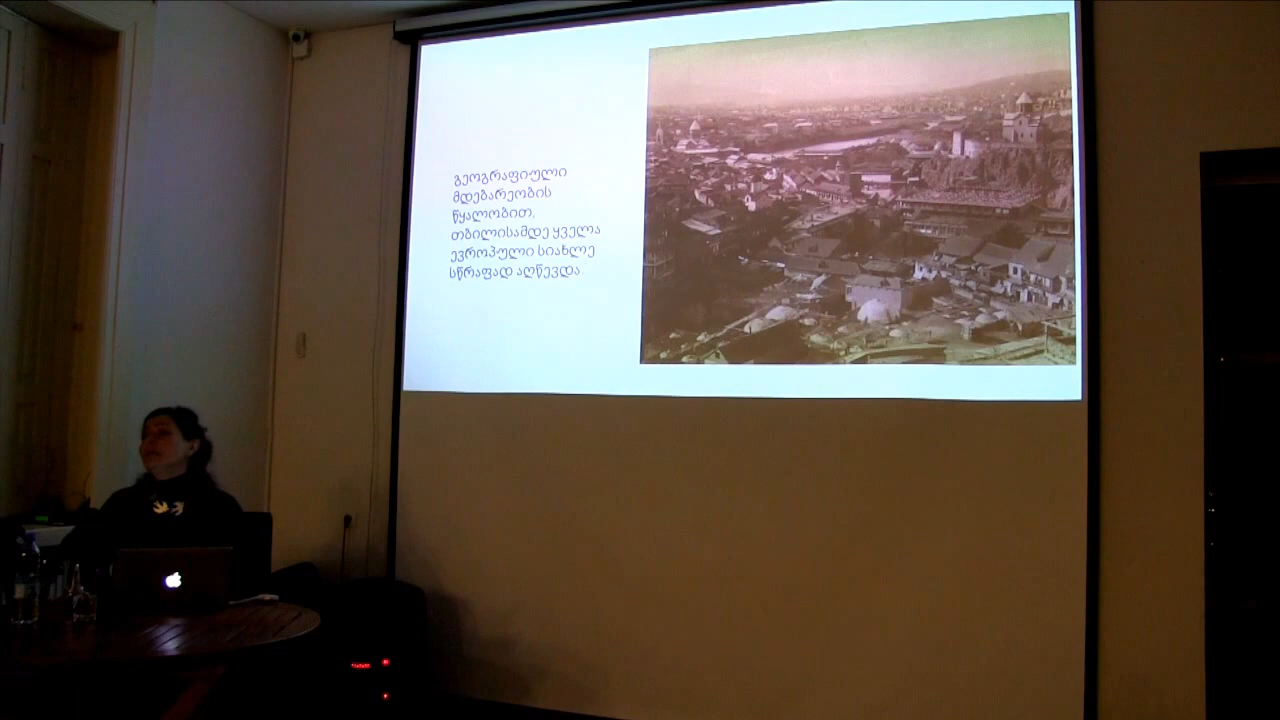 გეოგრაფიული
მდებარეობის
წყალობით,
თბილისამდე ყველა
ევროპული სიახლე
სწრაფად აღწევდა